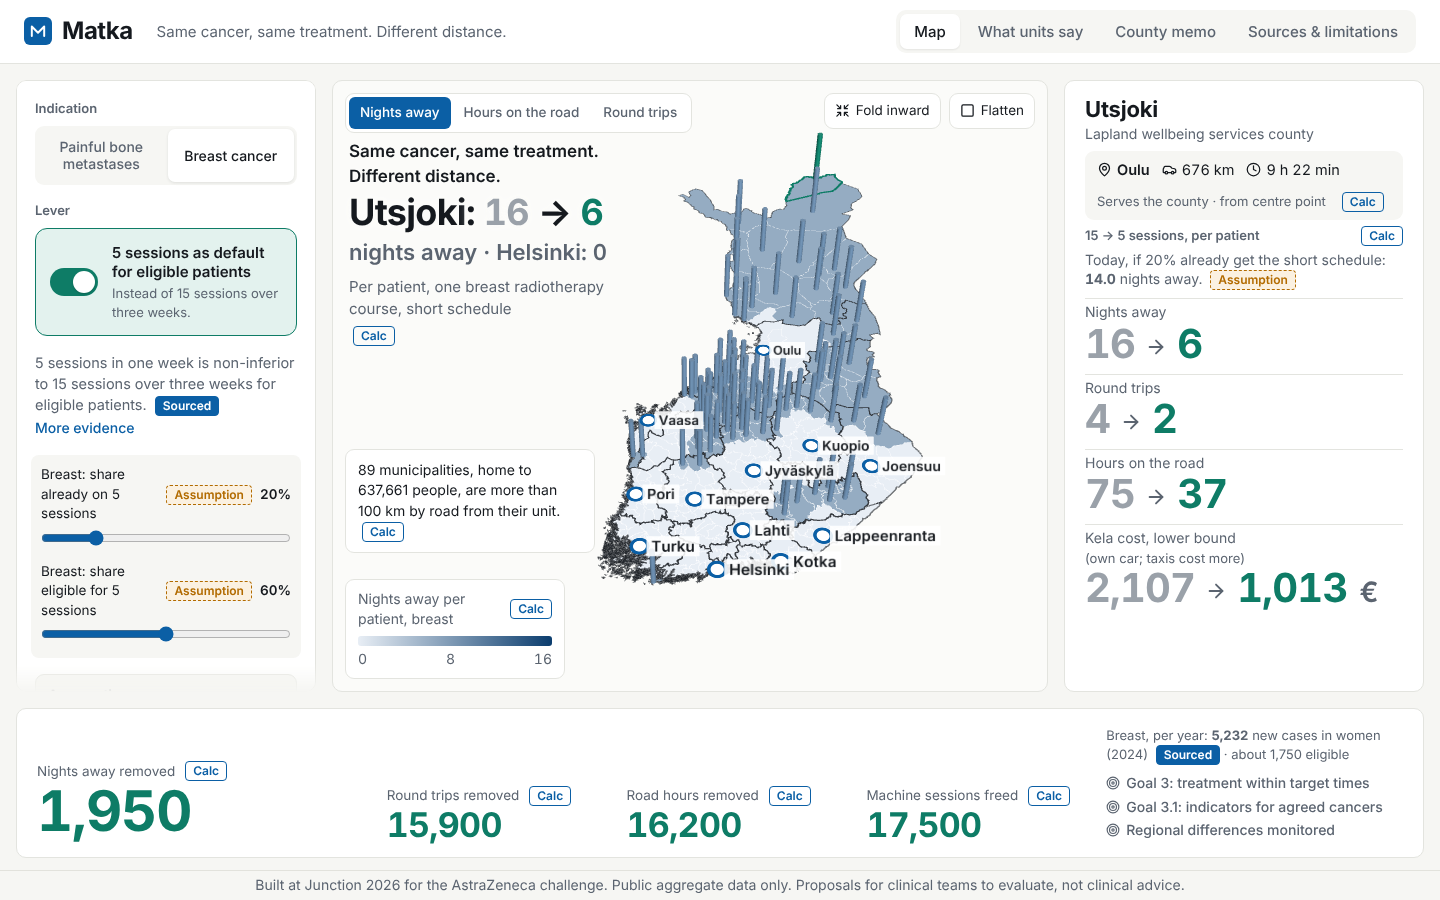 Matka
Same cancer, same treatment. Different distance.
Map
What units say
County memo
Sources & limitations
Indication
Painful bone
metastases
Breast cancer
Lever
5 sessions as default
for eligible patients
Instead of 15 sessions over
three weeks.
5 sessions in one week is non-inferior
to 15 sessions over three weeks for
eligible patients. Sourced
More evidence
Breast: share
already on 5
sessions
Assumption 20%
Breast: share
eligible for 5
sessions
Assumption 60%
Nights away
Hours on the road
Round trips
Fold inward
Flatten
Same cancer, same treatment.
Different distance.
Utsjoki: 16 → 6
nights away · Helsinki: 0
Per patient, one breast radiotherapy
course, short schedule
Calc
Oulu
Vaasa
Kuopio
Jyväskylä
Joensuu
Pori
Tampere
Lahti
Lappeenranta
Turku
Helsinki
Kotka
89 municipalities, home to
637,661 people, are more than
100 km by road from their unit.
Calc
Nights away per
patient, breast
Calc
0 8 16
Utsjoki
Lapland wellbeing services county
Oulu 676 km 9 h 22 min
Serves the county · from centre point Calc
15 → 5 sessions, per patient Calc
Today, if 20% already get the short schedule:
14.0 nights away. Assumption
Nights away
16 → 6
Round trips
4 → 2
Hours on the road
75 → 37
Kela cost, lower bound
(own car; taxis cost more)
2,107 → 1,013 €
Nights away removed Calc
1,950
Round trips removed Calc
15,900
Road hours removed Calc
16,200
Machine sessions freed Calc
17,500
Breast, per year: 5,232 new cases in women
(2024) Sourced · about 1,750 eligible
Goal 3: treatment within target times
Goal 3.1: indicators for agreed cancers
Regional differences monitored
Built at Junction 2026 for the AstraZeneca challenge. Public aggregate data only. Proposals for clinical teams to evaluate, not clinical advice.